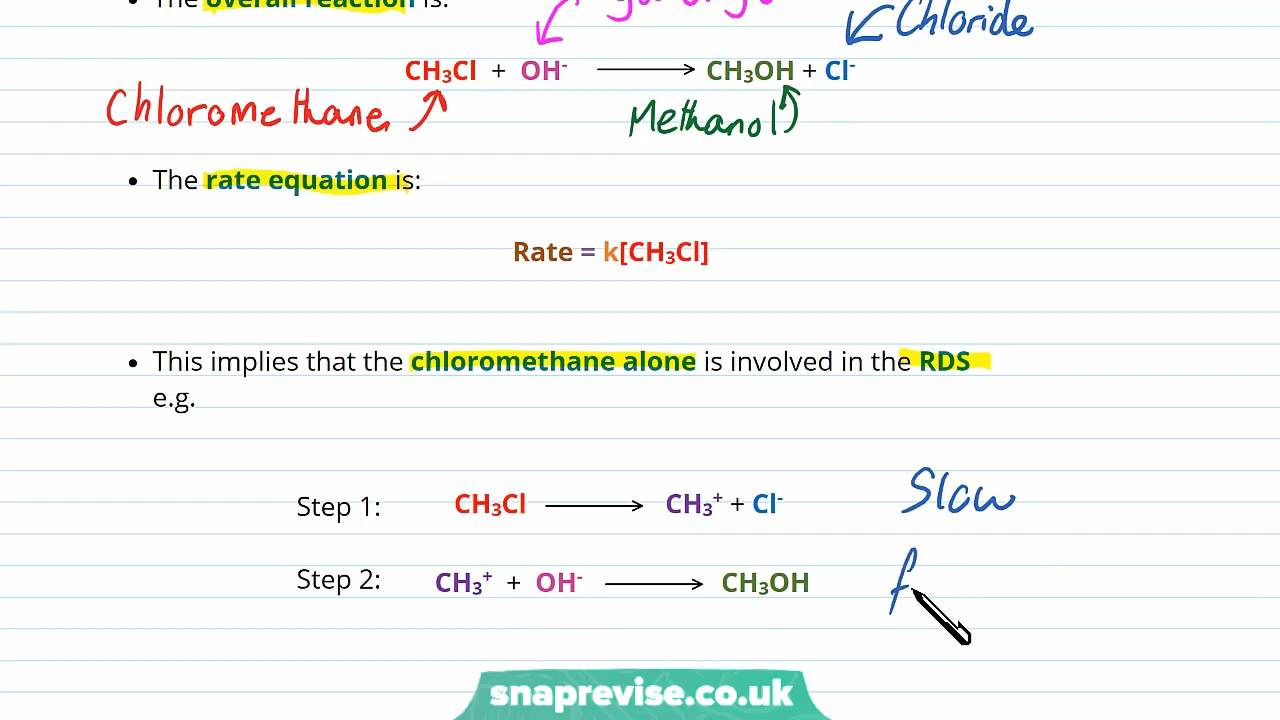 • The overall reaction is:
Chloride
CH₃Cl + OH⁻ ⟶ CH₃OH + Cl⁻
Chloromethane
Methanol
• The rate equation is:
Rate = k[CH₃Cl]
• This implies that the chloromethane alone is involved in the RDS
e.g.
Step 1: CH₃Cl ⟶ CH₃⁺ + Cl⁻ Slow
Step 2: CH₃⁺ + OH⁻ ⟶ CH₃OH f
snaprevise.co.uk